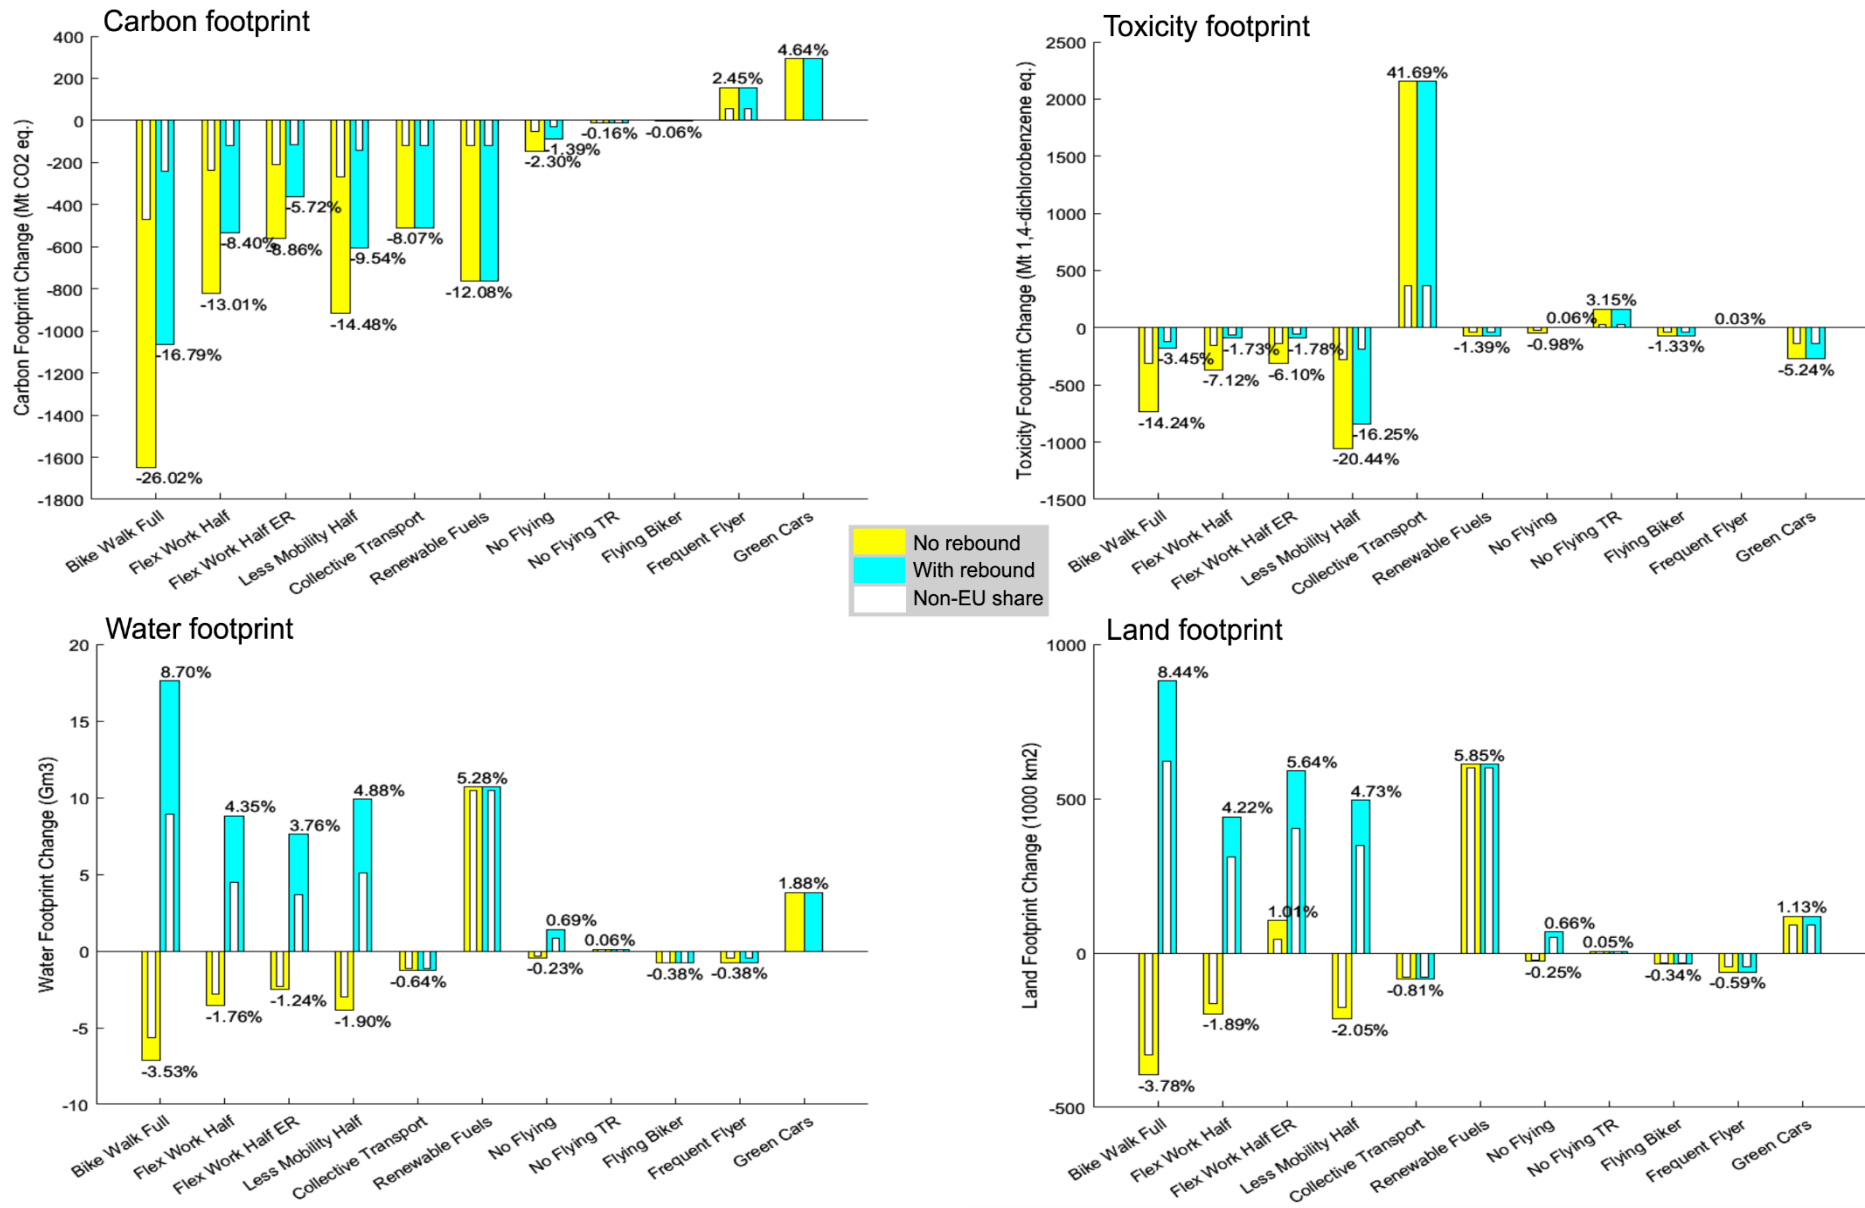 Carbon footprint
Carbon Footprint Change (Mt CO2 eq.)
400
200
0
-200
-400
-600
-800
-1000
-1200
-1400
-1600
-1800
-26.02%
-16.79%
-13.01%
-8.40%
-8.86%
-5.72%
-14.48%
-9.54%
-8.07%
-12.08%
-2.30%
-1.39%
-0.16%
-0.06%
2.45%
4.64%
Bike Walk Full
Flex Work Half
Flex Work Half ER
Less Mobility Half
Collective Transport
Renewable Fuels
No Flying
No Flying TR
Flying Biker
Frequent Flyer
Green Cars
Toxicity footprint
Toxicity Footprint Change (Mt 1,4-dichlorobenzene eq.)
2500
2000
1500
1000
500
0
-500
-1000
-1500
-14.24%
-3.45%
-7.12%
-1.73%
-6.10%
-1.78%
-20.44%
-16.25%
41.69%
-1.39%
-0.98%
0.06%
3.15%
-1.33%
0.03%
-5.24%
Bike Walk Full
Flex Work Half
Flex Work Half ER
Less Mobility Half
Collective Transport
Renewable Fuels
No Flying
No Flying TR
Flying Biker
Frequent Flyer
Green Cars
No rebound
With rebound
Non-EU share
Water footprint
Water Footprint Change (Gm3)
20
15
10
5
0
-5
-10
-3.53%
8.70%
-1.76%
4.35%
-1.24%
3.76%
-1.90%
4.88%
-0.64%
5.28%
-0.23%
0.69%
0.06%
-0.38%
-0.38%
1.88%
Bike Walk Full
Flex Work Half
Flex Work Half ER
Less Mobility Half
Collective Transport
Renewable Fuels
No Flying
No Flying TR
Flying Biker
Frequent Flyer
Green Cars
Land footprint
Land Footprint Change (1000 km2)
1000
500
0
-500
-3.78%
8.44%
-1.89%
4.22%
1.01%
5.64%
-2.05%
4.73%
-0.81%
5.85%
-0.25%
0.66%
0.05%
-0.34%
-0.59%
1.13%
Bike Walk Full
Flex Work Half
Flex Work Half ER
Less Mobility Half
Collective Transport
Renewable Fuels
No Flying
No Flying TR
Flying Biker
Frequent Flyer
Green Cars